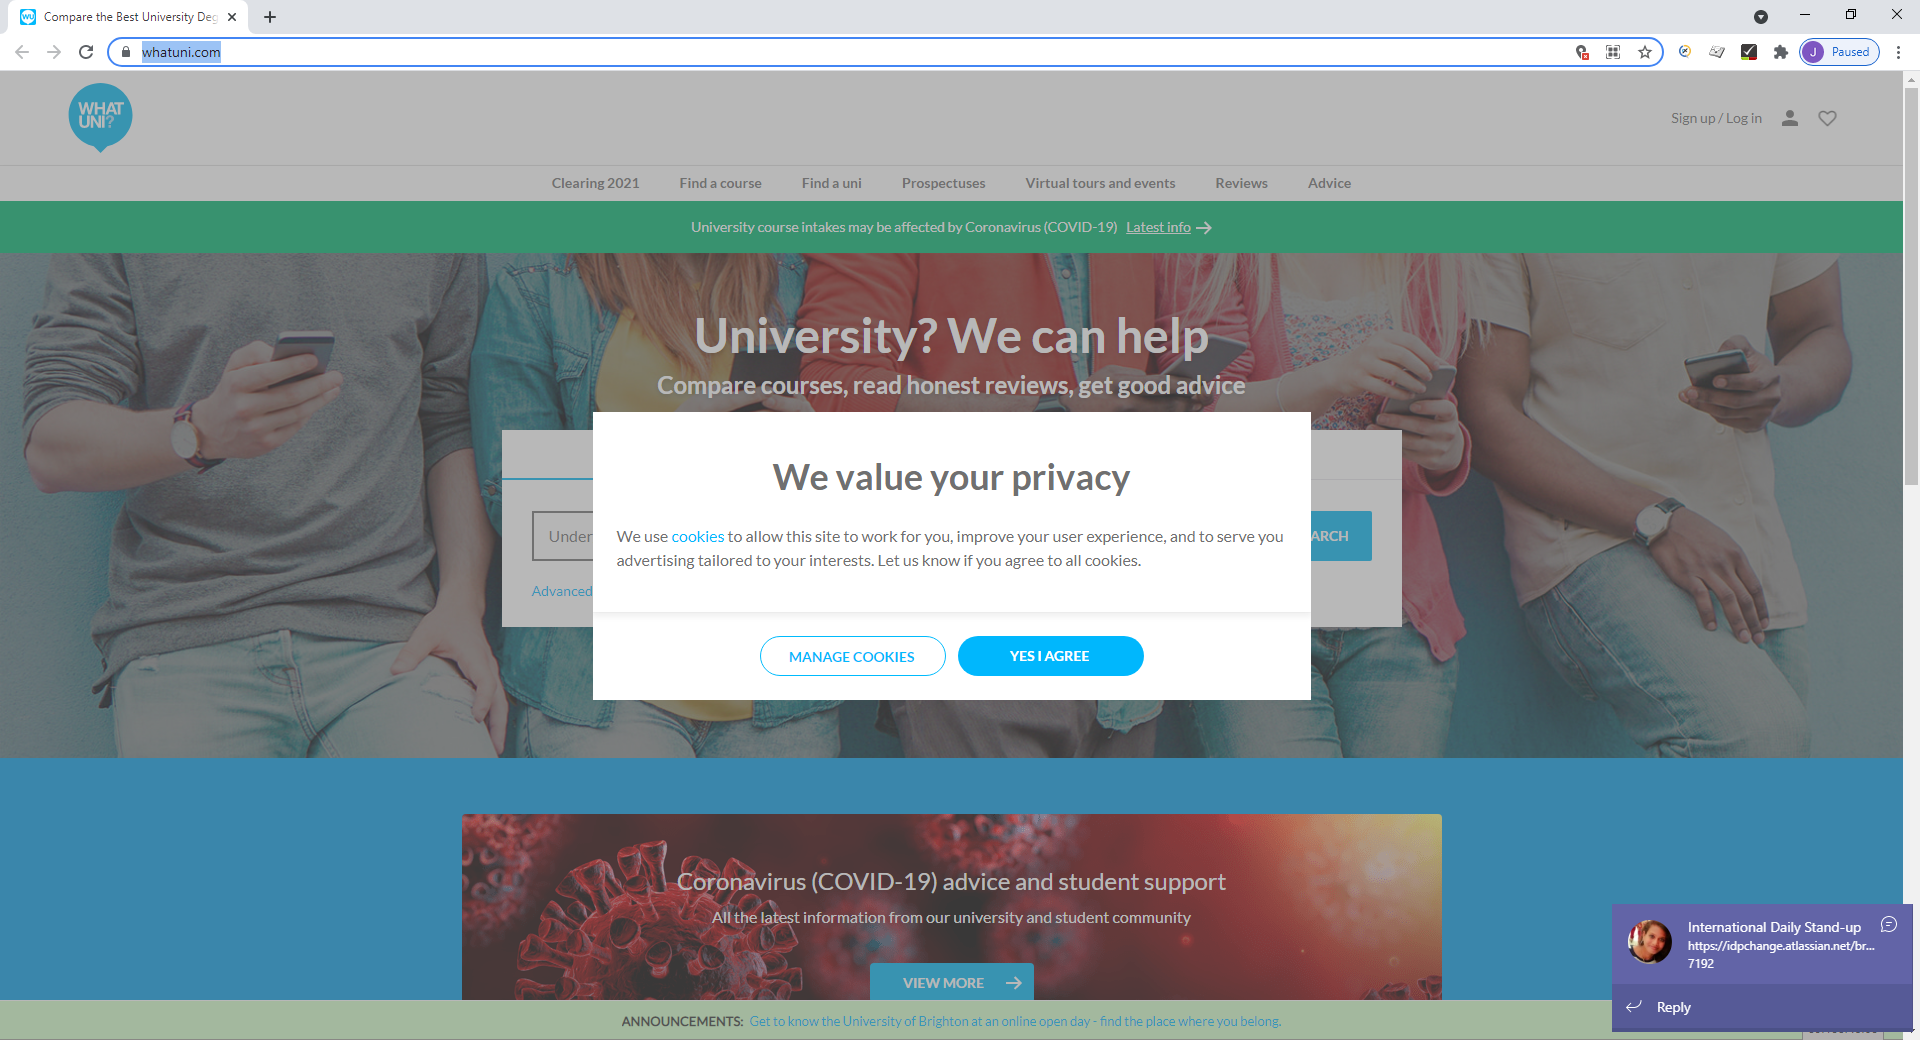 WU
Compare the Best University Deg
whatuni.com
J Paused
WHAT
UNI?
Sign up / Log in
Clearing 2021
Find a course
Find a uni
Prospectuses
Virtual tours and events
Reviews
Advice
University course intakes may be affected by Coronavirus (COVID-19) Latest info
University? We can help
Compare courses, read honest reviews, get good advice
We value your privacy
Under
ARCH
We use cookies to allow this site to work for you, improve your user experience, and to serve you
advertising tailored to your interests. Let us know if you agree to all cookies.
Advanced
MANAGE COOKIES
YES I AGREE
Coronavirus (COVID-19) advice and student support
All the latest information from our university and student community
VIEW MORE
International Daily Stand-up
https://idpchange.atlassian.net/br...
7192
Reply
ANNOUNCEMENTS: Get to know the University of Brighton at an online open day - find the place where you belong.